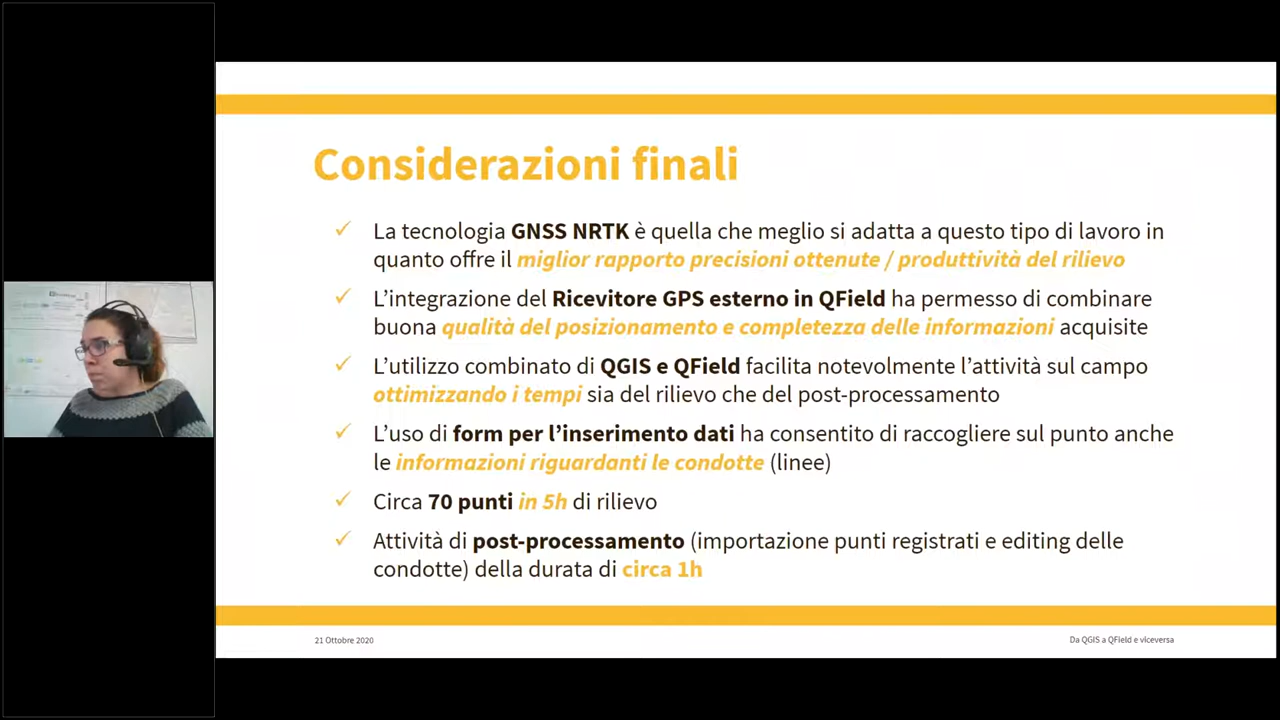 Considerazioni finali
✓ La tecnologia GNSS NRTK è quella che meglio si adatta a questo tipo di lavoro in
quanto offre il miglior rapporto precisioni ottenute / produttività del rilievo
✓ L’integrazione del Ricevitore GPS esterno in QField ha permesso di combinare
buona qualità del posizionamento e completezza delle informazioni acquisite
✓ L’utilizzo combinato di QGIS e QField facilita notevolmente l’attività sul campo
ottimizzando i tempi sia del rilievo che del post-processamento
✓ L’uso di form per l’inserimento dati ha consentito di raccogliere sul punto anche
le informazioni riguardanti le condotte (linee)
✓ Circa 70 punti in 5h di rilievo
✓ Attività di post-processamento (importazione punti registrati e editing delle
condotte) della durata di circa 1h
21 Ottobre 2020
Da QGIS a QField e viceversa